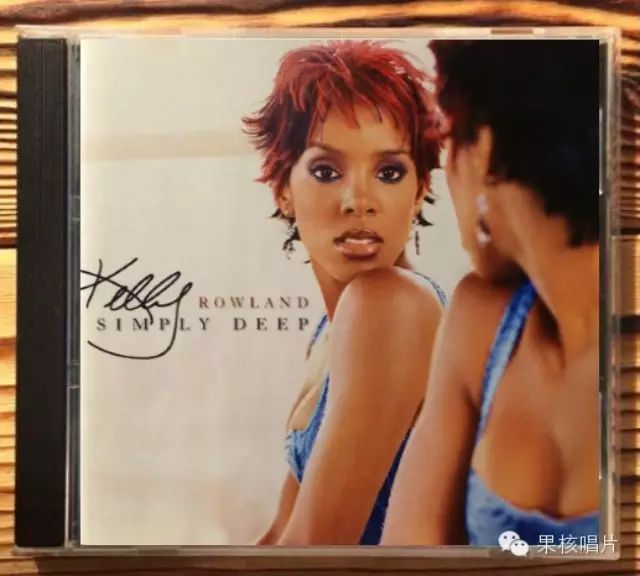 Kelly ROWLAND
SIMPLY DEEP
果核唱片